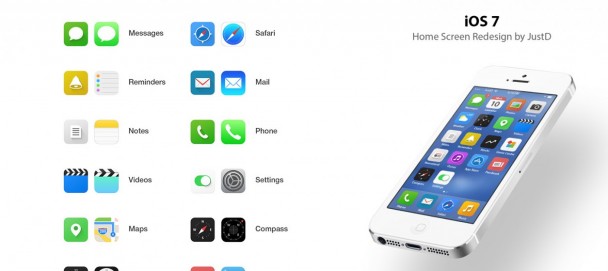 iOS 7
Home Screen Redesign by JustD
Messages
Safari
Reminders
Mail
Notes
Phone
Videos
Settings
Maps
Compass